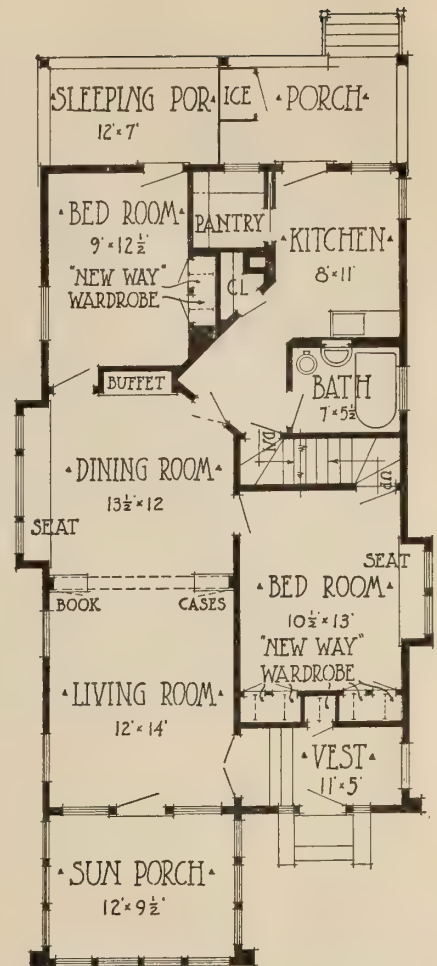 SLEEPING POR
12'×7'
ICE
PORCH
BED ROOM
9'×12½'
PANTRY
KITCHEN
8'×11'
"NEW WAY"
WARDROBE
CL
BUFFET
BATH
7'×5½
DINING ROOM
13½'×12
DN
UP
SEAT
SEAT
BED ROOM
10½'×13'
BOOK CASES
"NEW WAY"
WARDROBE
LIVING ROOM
12'×14'
VEST
11'×5'
SUN PORCH
12'×9½'